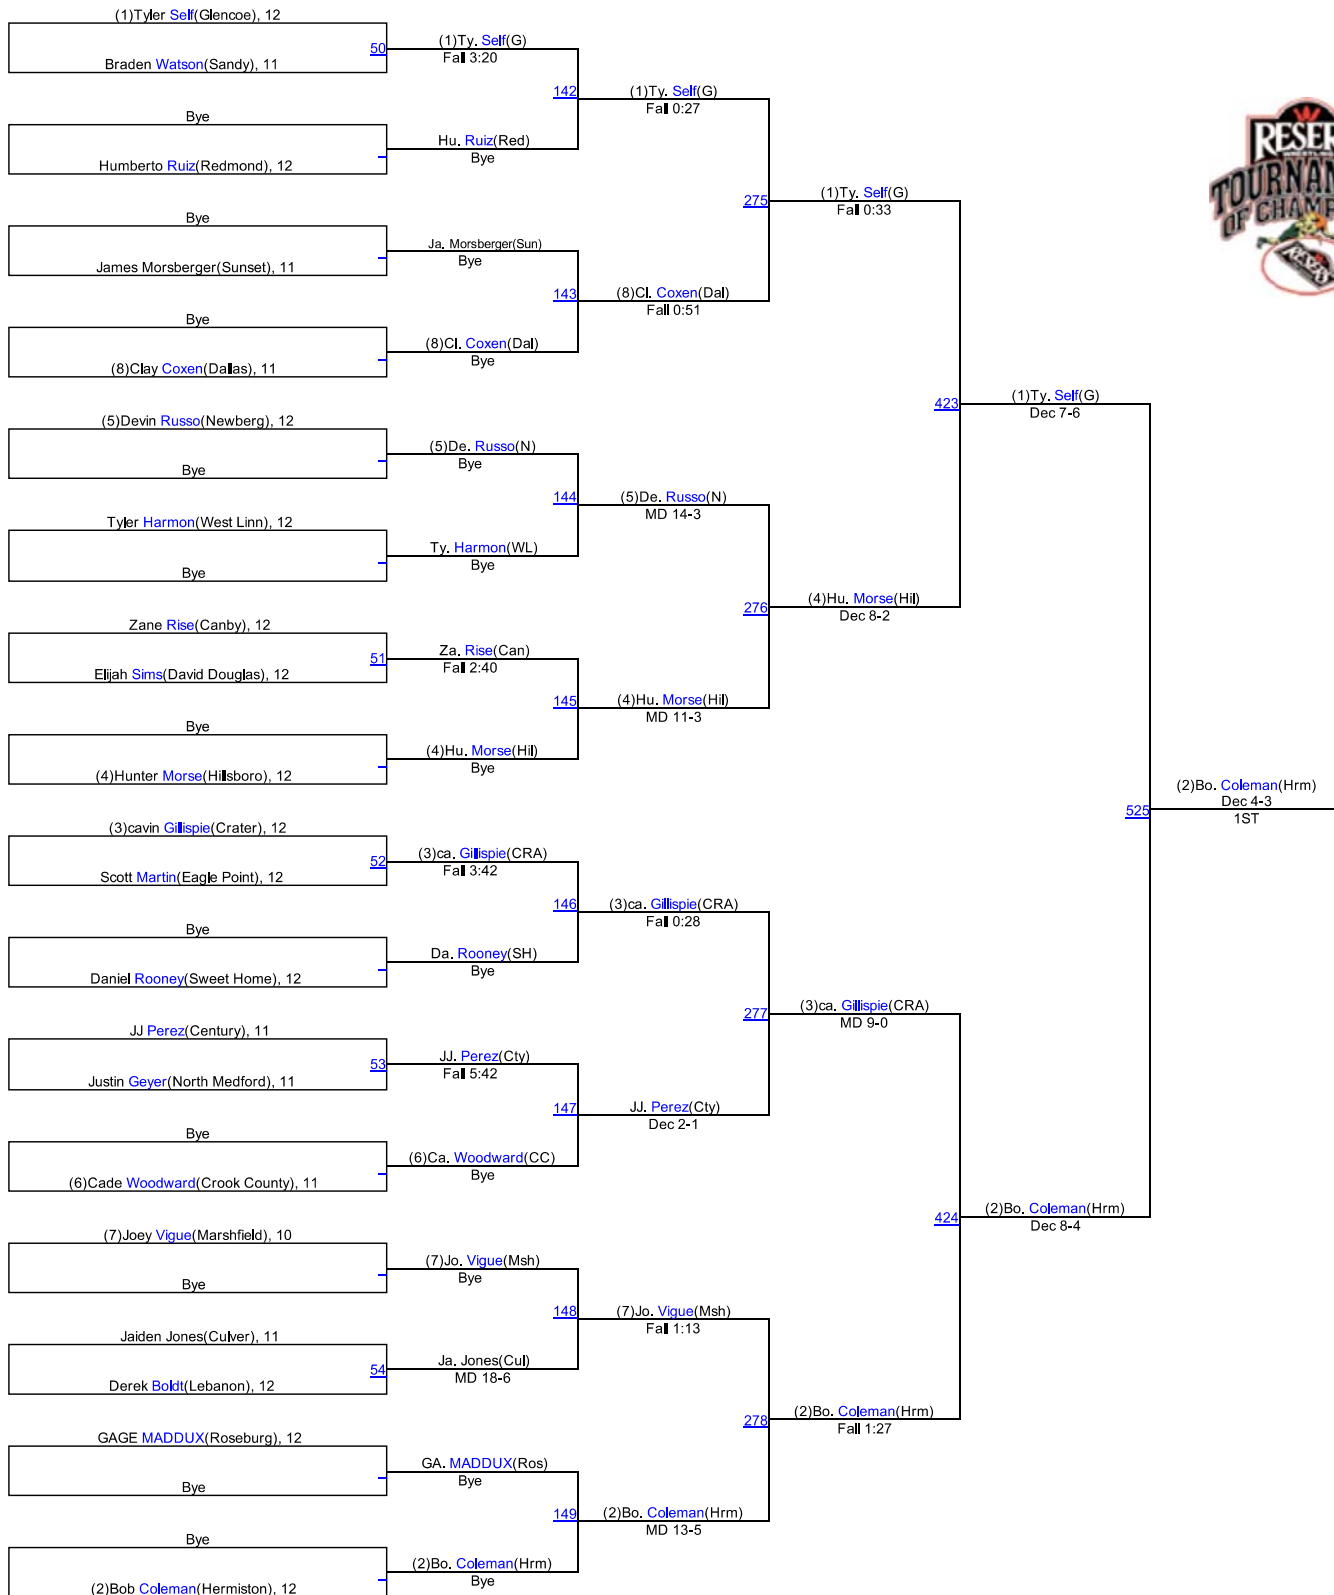 (1)Tyler Self(Glencoe), 12
50
Braden Watson(Sandy), 11
Bye
Humberto Ruiz(Redmond), 12
Bye
James Morsberger(Sunset), 11
Bye
(8)Clay Coxen(Dallas), 11
(5)Devin Russo(Newberg), 12
Bye
Tyler Harmon(West Linn), 12
Bye
Zane Rise(Canby), 12
51
Elijah Sims(David Douglas), 12
Bye
(4)Hunter Morse(Hillsboro), 12
(3)cavin Gillispie(Crater), 12
52
Scott Martin(Eagle Point), 12
Bye
Daniel Rooney(Sweet Home), 12
JJ Perez(Century), 11
53
Justin Geyer(North Medford), 11
Bye
(6)Cade Woodward(Crook County), 11
(7)Joey Vigue(Marshfield), 10
Bye
Jaiden Jones(Culver), 11
54
Derek Boldt(Lebanon), 12
GAGE MADDUX(Roseburg), 12
Bye
Bye
(2)Bob Coleman(Hermiston), 12
(1)Ty. Self(G)
Fall 3:20
142
Hu. Ruiz(Red)
Bye
Ja. Morsberger(Sun)
Bye
143
(8)Cl. Coxen(Dal)
Bye
(5)De. Russo(N)
Bye
144
Ty. Harmon(WL)
Bye
Za. Rise(Can)
Fall 2:40
145
(4)Hu. Morse(Hil)
Bye
(3)ca. Gillispie(CRA)
Fall 3:42
146
Da. Rooney(SH)
Bye
JJ. Perez(Cty)
Fall 5:42
147
(6)Ca. Woodward(CC)
Bye
(7)Jo. Vigue(Msh)
Bye
148
Ja. Jones(Cul)
MD 18-6
GA. MADDUX(Ros)
Bye
149
(2)Bo. Coleman(Hrm)
Bye
(1)Ty. Self(G)
Fall 0:27
275
(8)Cl. Coxen(Dal)
Fall 0:51
(5)De. Russo(N)
MD 14-3
276
(4)Hu. Morse(Hil)
MD 11-3
(3)ca. Gillispie(CRA)
Fall 0:28
277
JJ. Perez(Cty)
Dec 2-1
(7)Jo. Vigue(Msh)
Fall 1:13
278
(2)Bo. Coleman(Hrm)
MD 13-5
(1)Ty. Self(G)
Fall 0:33
423
(4)Hu. Morse(Hil)
Dec 8-2
(3)ca. Gillispie(CRA)
MD 9-0
424
(2)Bo. Coleman(Hrm)
Fall 1:27
(1)Ty. Self(G)
Dec 7-6
525
(2)Bo. Coleman(Hrm)
Dec 8-4
(2)Bo. Coleman(Hrm)
Dec 4-3
1ST
RESER
TOURNAM
OF CHAMP